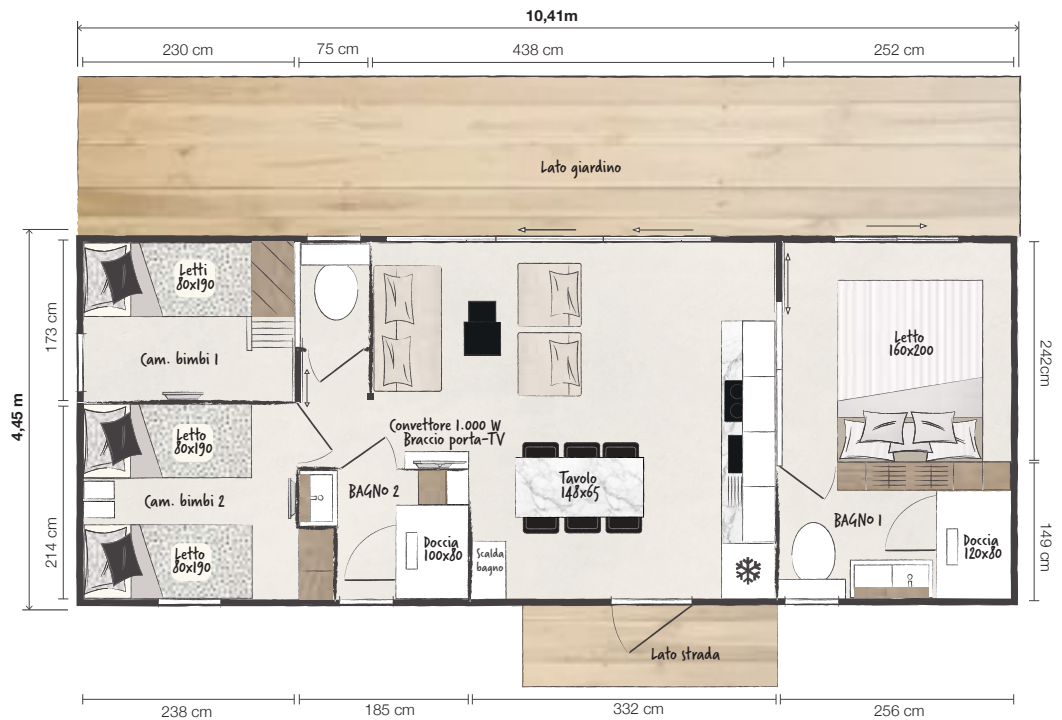 10,41m
230 cm
75 cm
438 cm
252 cm
Lato giardino
4,45 m
173 cm
214 cm
Letti
80x190
Cam. bimbi 1
Letto
80x190
Cam. bimbi 2
Letto
80x190
Convettore 1.000 W
Braccio porta-TV
BAGNO 2
Doccia
100x80
Scalda
bagno
Tavolo
148x65
Letto
160x200
BAGNO 1
Doccia
120x80
242cm
149 cm
Lato strada
238 cm
185 cm
332 cm
256 cm